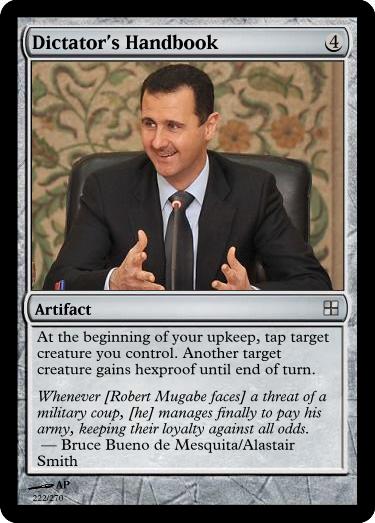 Dictator's Handbook 4
Artifact
At the beginning of your upkeep, tap target
creature you control. Another target
creature gains hexproof until end of turn.
Whenever [Robert Mugabe faces] a threat of a
military coup, [he] manages finally to pay his
army, keeping their loyalty against all odds.
— Bruce Bueno de Mesquita/Alastair
Smith
AP
222/270